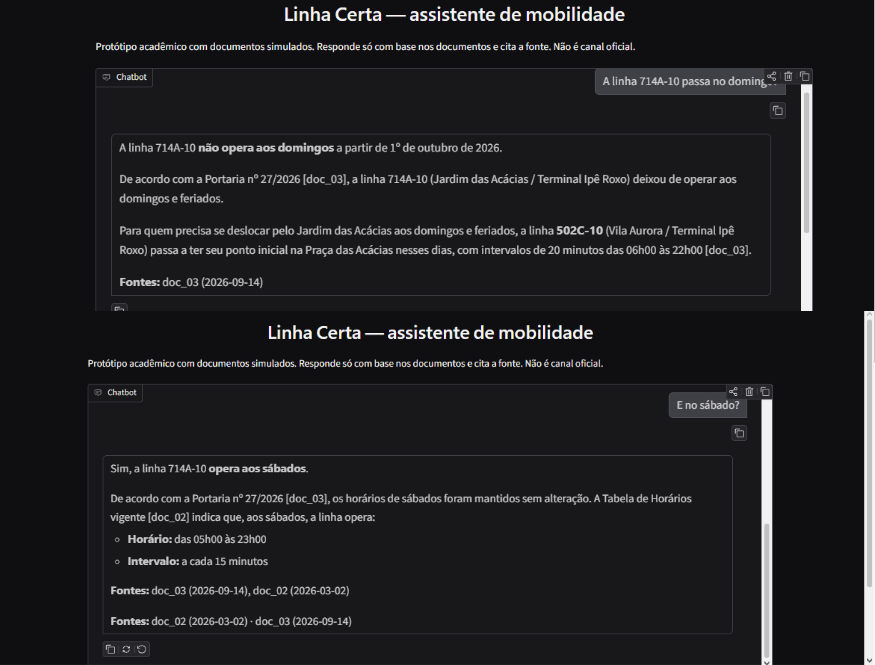 Linha Certa — assistente de mobilidade
Protótipo acadêmico com documentos simulados. Responde só com base nos documentos e cita a fonte. Não é canal oficial.
Chatbot
A linha 714A-10 passa no domingo?
A linha 714A-10 não opera aos domingos a partir de 1º de outubro de 2026.
De acordo com a Portaria nº 27/2026 [doc_03], a linha 714A-10 (Jardim das Acácias / Terminal Ipê Roxo) deixou de operar aos
domingos e feriados.
Para quem precisa se deslocar pelo Jardim das Acácias aos domingos e feriados, a linha 502C-10 (Vila Aurora / Terminal Ipê
Roxo) passa a ter seu ponto inicial na Praça das Acácias nesses dias, com intervalos de 20 minutos das 06h00 às 22h00 [doc_03].
Fontes: doc_03 (2026-09-14)
Linha Certa — assistente de mobilidade
Protótipo acadêmico com documentos simulados. Responde só com base nos documentos e cita a fonte. Não é canal oficial.
Chatbot
E no sábado?
Sim, a linha 714A-10 opera aos sábados.
De acordo com a Portaria nº 27/2026 [doc_03], os horários de sábados foram mantidos sem alteração. A Tabela de Horários
vigente [doc_02] indica que, aos sábados, a linha opera:
Horário: das 05h00 às 23h00
Intervalo: a cada 15 minutos
Fontes: doc_03 (2026-09-14), doc_02 (2026-03-02)
Fontes: doc_02 (2026-03-02) · doc_03 (2026-09-14)